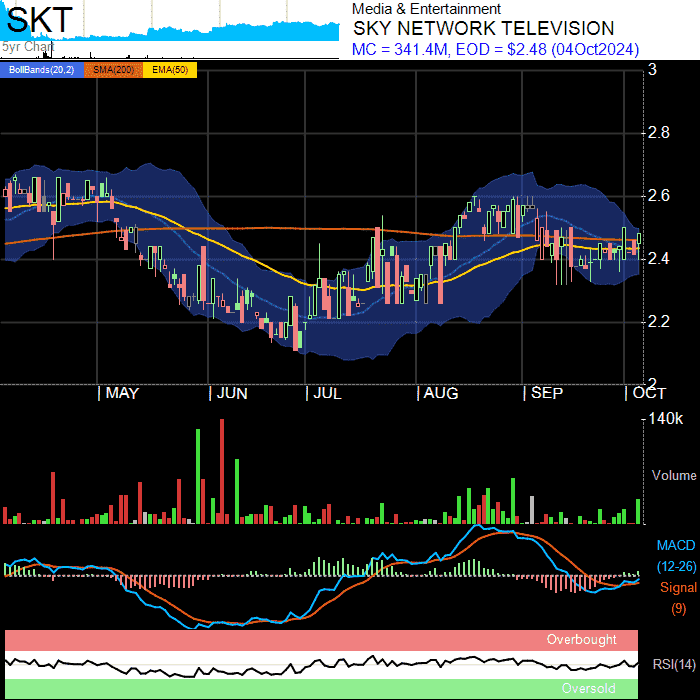 SKT
5yr Chart
Media & Entertainment
SKY NETWORK TELEVISION
MC = 341.4M, EOD = $2.48 (04Oct2024)
BollBands(20,2) SMA(200) EMA(50)
3
2.8
2.6
2.4
2.2
2
MAY JUN JUL AUG SEP OCT
140k
Volume
MACD
(12-26)
Signal
(9)
Overbought
RSI(14)
Oversold